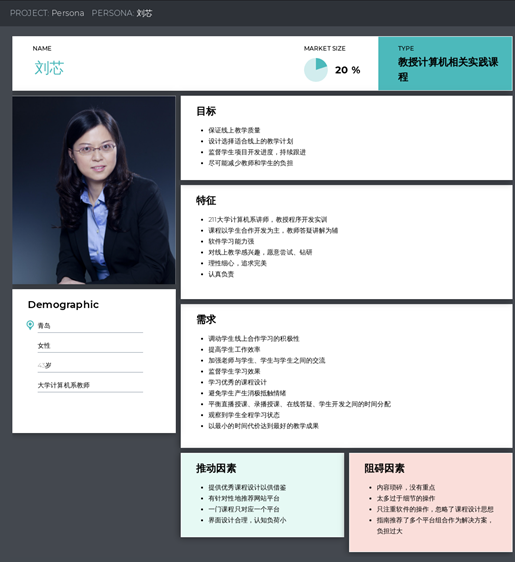 PROJECT: Persona PERSONA: 刘芯
NAME
刘芯
MARKET SIZE
20 %
TYPE
教授计算机相关实践课
程
目标
保证线上教学质量
设计选择适合线上的教学计划
监督学生项目开发进度，持续跟进
尽可能减少教师和学生的负担
特征
211大学计算机系讲师，教授程序开发实训
课程以学生合作开发为主，教师答疑讲解为辅
软件学习能力强
对线上教学感兴趣，愿意尝试、钻研
理性细心，追求完美
认真负责
Demographic
青岛
女性
岁
大学计算机系教师
需求
调动学生线上合作学习的积极性
提高学生工作效率
加强老师与学生、学生与学生之间的交流
监督学生学习效果
学习优秀的课程设计
避免学生产生消极抵触情绪
平衡直播授课、录播授课、在线答疑、学生开发之间的时间分配
观察到学生全程学习状态
以最小的时间代价达到最好的教学成果
推动因素
提供优秀课程设计以供借鉴
有针对性地推荐网站平台
一门课程只对应一个平台
界面设计合理，认知负荷小
阻碍因素
内容琐碎，没有重点
太多过于细节的操作
只注重软件的操作，忽略了课程设计思想
指南推荐了多个平台组合作为解决方案，
负担过大